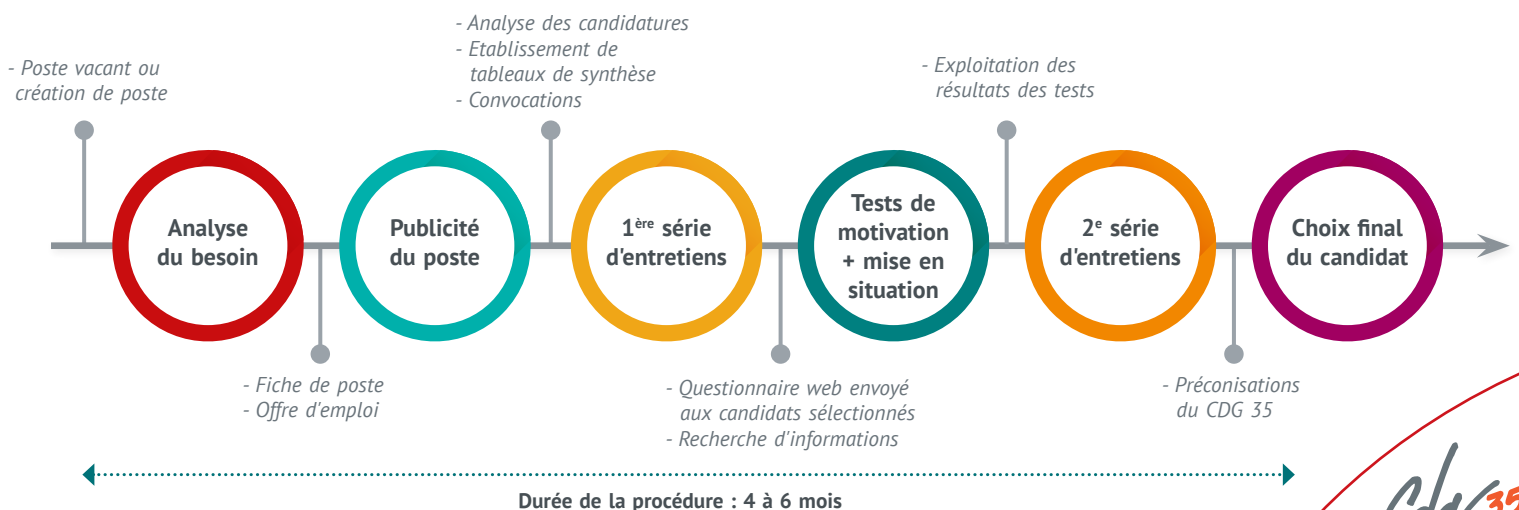 - Poste vacant ou
création de poste
- Analyse des candidatures
- Etablissement de
tableaux de synthèse
- Convocations
- Exploitation des
résultats des tests
Analyse
du besoin
Publicité
du poste
1ère série
d'entretiens
Tests de
motivation
+ mise en
situation
2e série
d'entretiens
Choix final
du candidat
- Fiche de poste
- Offre d'emploi
- Questionnaire web envoyé
aux candidats sélectionnés
- Recherche d'informations
- Préconisations
du CDG 35
Durée de la procédure : 4 à 6 mois
cdg35